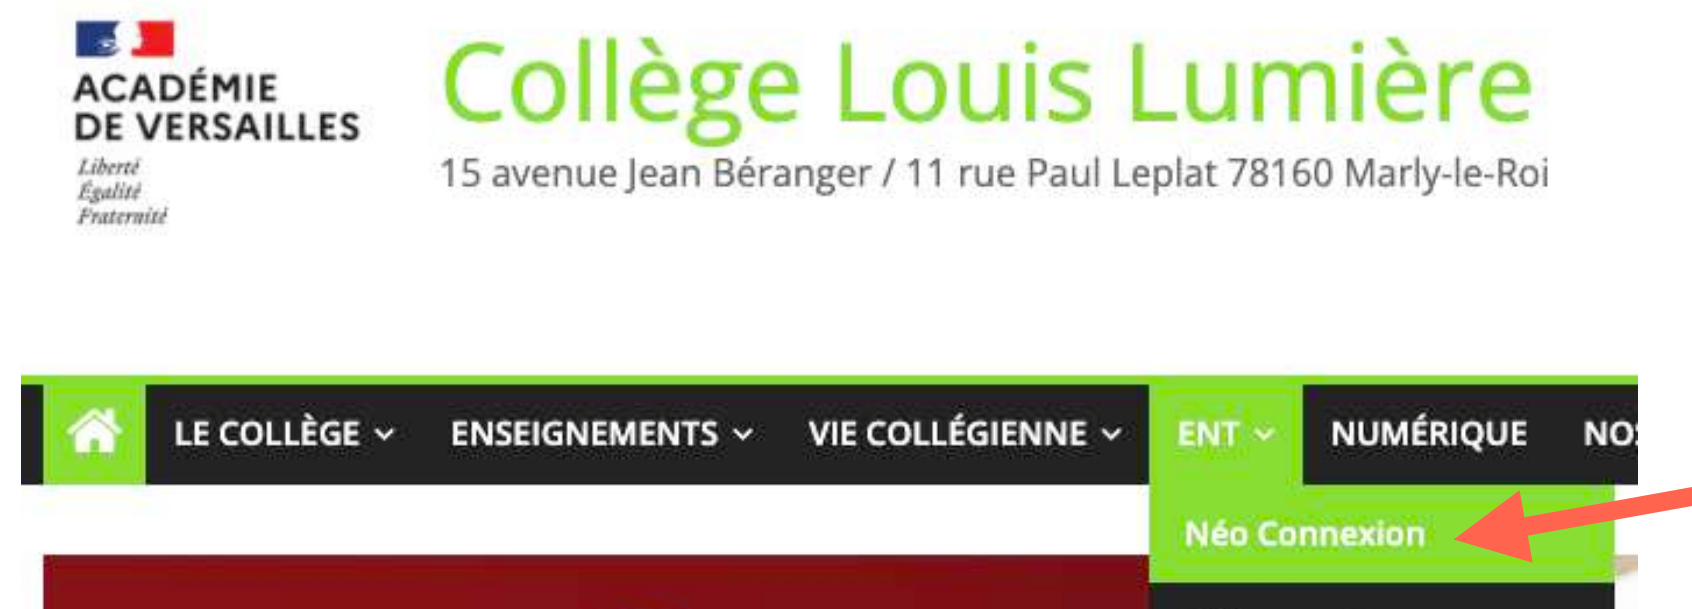 ACADÉMIE
DE VERSAILLES
Liberté
Égalité
Fraternité
Collège Louis Lumière
15 avenue Jean Béranger / 11 rue Paul Leplat 78160 Marly-le-Roi
LE COLLÈGE ENSEIGNEMENTS VIE COLLÉGIENNE ENT NUMÉRIQUE
Néo Connexion